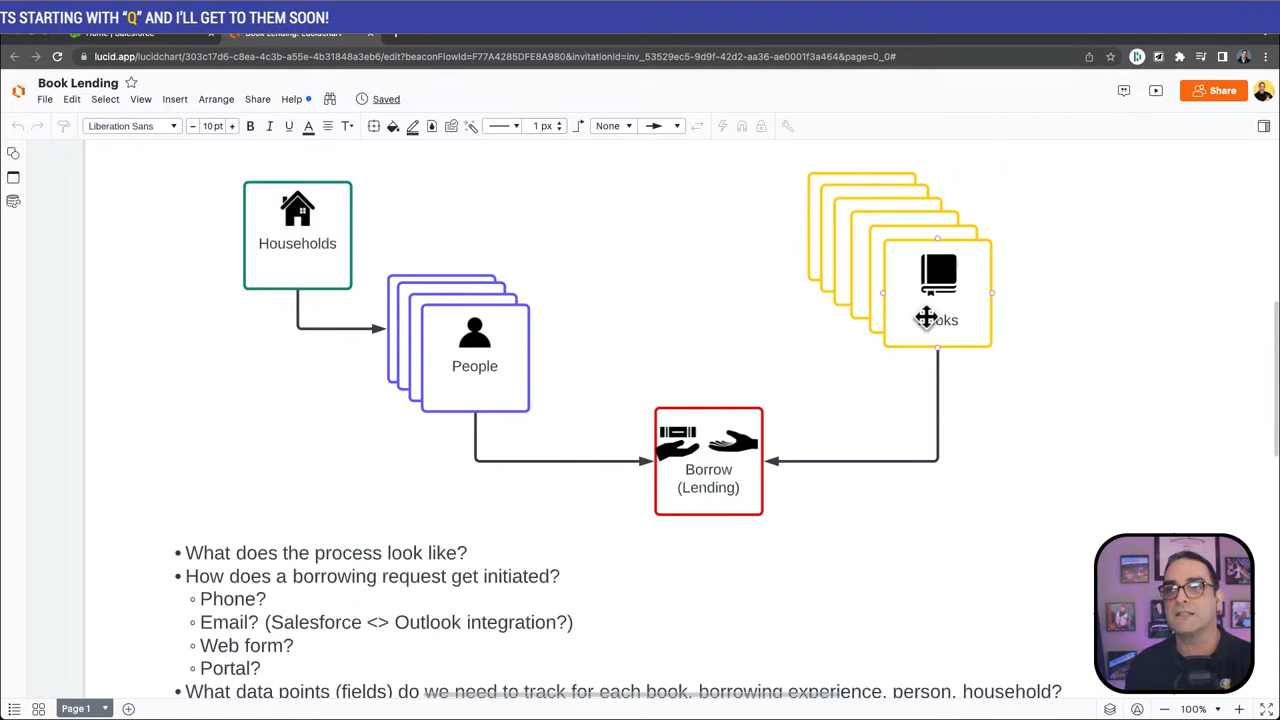 TS STARTING WITH “Q” AND I’LL GET TO THEM SOON!
lucid.app/lucidchart/303c17d6-c8ea-4c3b-a55e-4b31848a3eb6/edit?beaconFlowId=F77A4285DFE8A980&invitationId=inv_53529ec5-9d9f-42d2-aa36-ae0001f3a464&page=0_0#
Book Lending
File Edit Select View Insert Arrange Share Help Saved
Share
Liberation Sans 10 pt B I U A T 1 px None
Households
People
Borrow
(Lending)
• What does the process look like?
• How does a borrowing request get initiated?
◦ Phone?
◦ Email? (Salesforce <> Outlook integration?)
◦ Web form?
◦ Portal?
• What data points (fields) do we need to track for each book, borrowing experience, person, household?
Page 1 100%